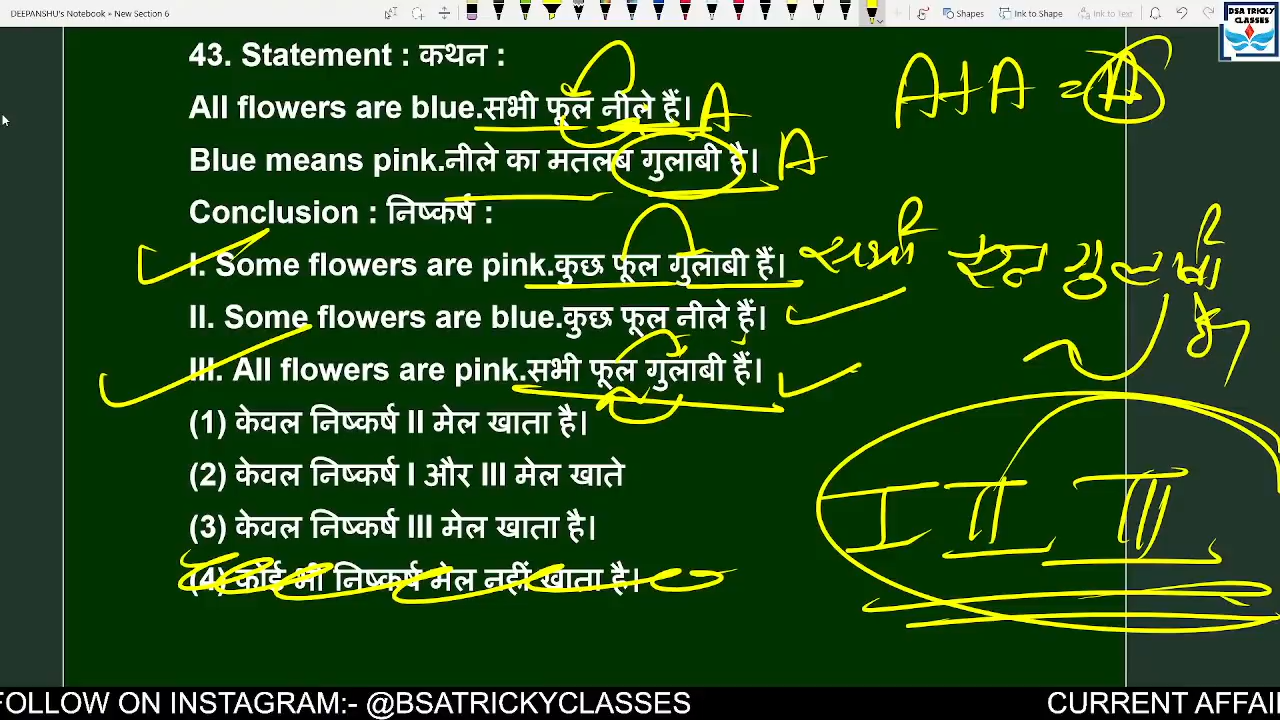 DEEPANSHU's Notebook » New Section 6
Shapes Ink to Shape Ink to Text
BSA TRICKY CLASSES
43. Statement : कथन :
All flowers are blue.सभी फूल नीले हैं। A
A + A = A
Blue means pink.नीले का मतलब गुलाबी है। A
Conclusion : निष्कर्ष :
I. Some flowers are pink.कुछ फूल गुलाबी हैं। सभी फूल गुलाबी हैं
II. Some flowers are blue.कुछ फूल नीले हैं।
III. All flowers are pink.सभी फूल गुलाबी हैं।
(1) केवल निष्कर्ष II मेल खाता है।
(2) केवल निष्कर्ष I और III मेल खाते
I II III
(3) केवल निष्कर्ष III मेल खाता है।
(4) कोई भी निष्कर्ष मेल नहीं खाता है।
FOLLOW ON INSTAGRAM:- @BSATRICKYCLASSES CURRENT AFFAI